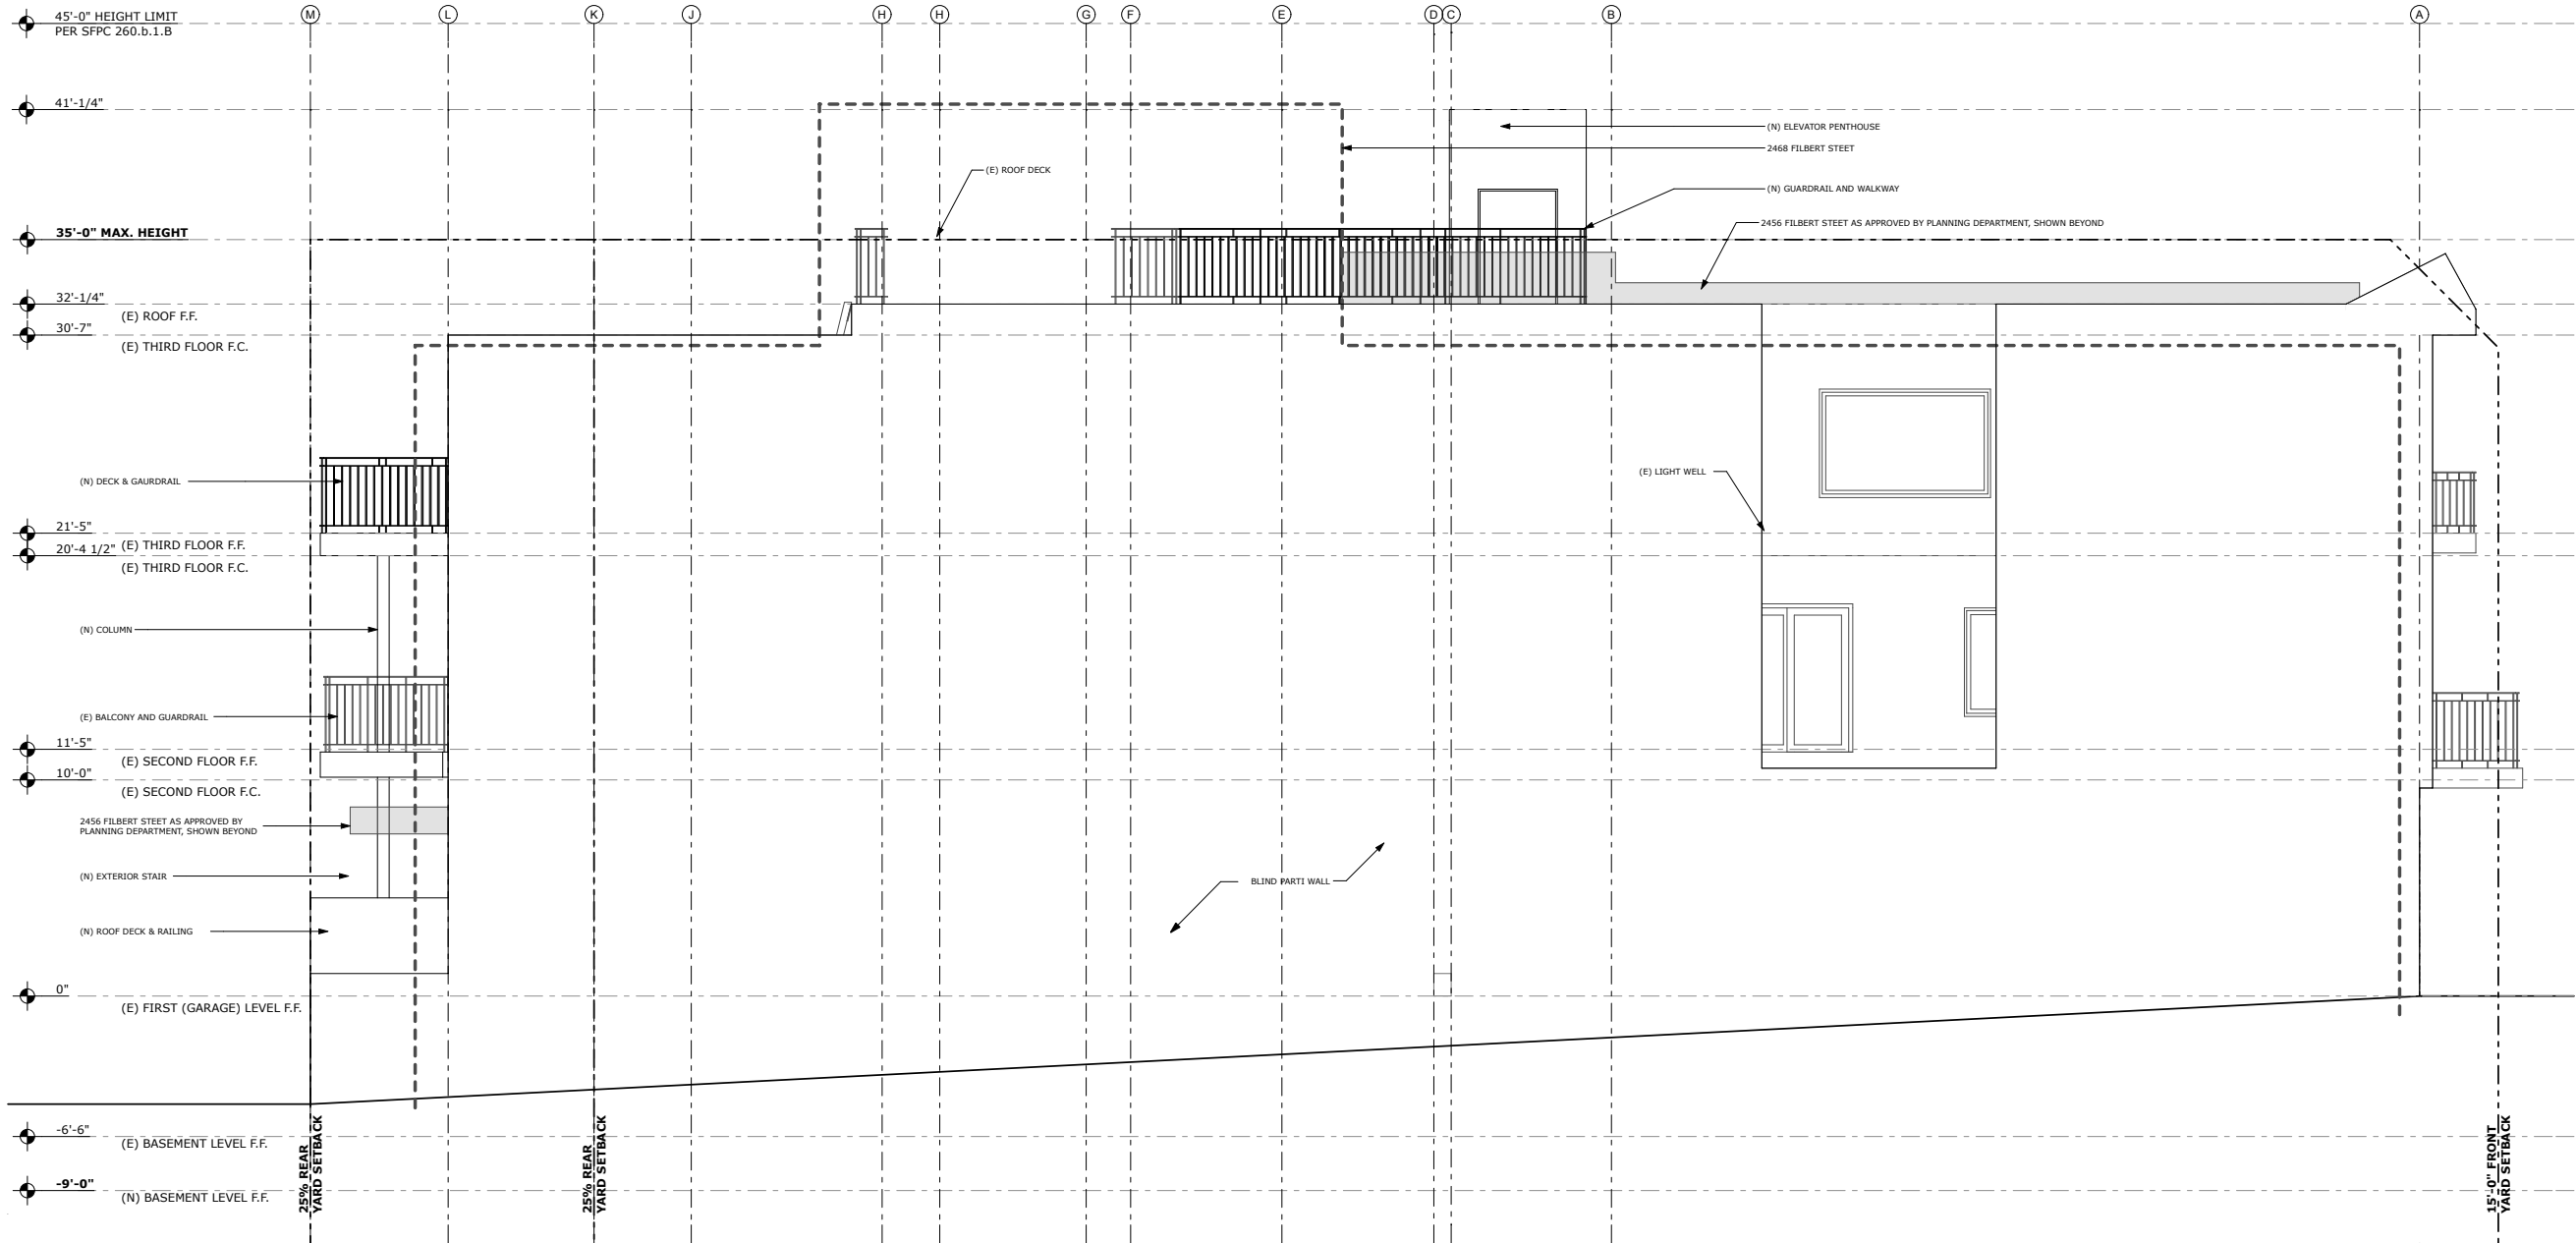 M L K J H H G F E D C B A
45'-0" HEIGHT LIMIT
PER SFPC 260.b.1.B
41'-1/4"
(N) ELEVATOR PENTHOUSE
2468 FILBERT STEET
(E) ROOF DECK
(N) GUARDRAIL AND WALKWAY
2456 FILBERT STEET AS APPROVED BY PLANNING DEPARTMENT, SHOWN BEYOND
35'-0" MAX. HEIGHT
32'-1/4"
(E) ROOF F.F.
30'-7"
(E) THIRD FLOOR F.C.
(E) LIGHT WELL
(N) DECK & GAURDRAIL
21'-5"
(E) THIRD FLOOR F.F.
20'-4 1/2"
(E) THIRD FLOOR F.C.
(N) COLUMN
(E) BALCONY AND GUARDRAIL
11'-5"
(E) SECOND FLOOR F.F.
10'-0"
(E) SECOND FLOOR F.C.
2456 FILBERT STEET AS APPROVED BY
PLANNING DEPARTMENT, SHOWN BEYOND
(N) EXTERIOR STAIR
BLIND PARTI WALL
(N) ROOF DECK & RAILING
0"
(E) FIRST (GARAGE) LEVEL F.F.
-6'-6"
(E) BASEMENT LEVEL F.F.
-9'-0"
(N) BASEMENT LEVEL F.F.
25% REAR
YARD SETBACK
25% REAR
YARD SETBACK
15'-0" FRONT
YARD SETBACK